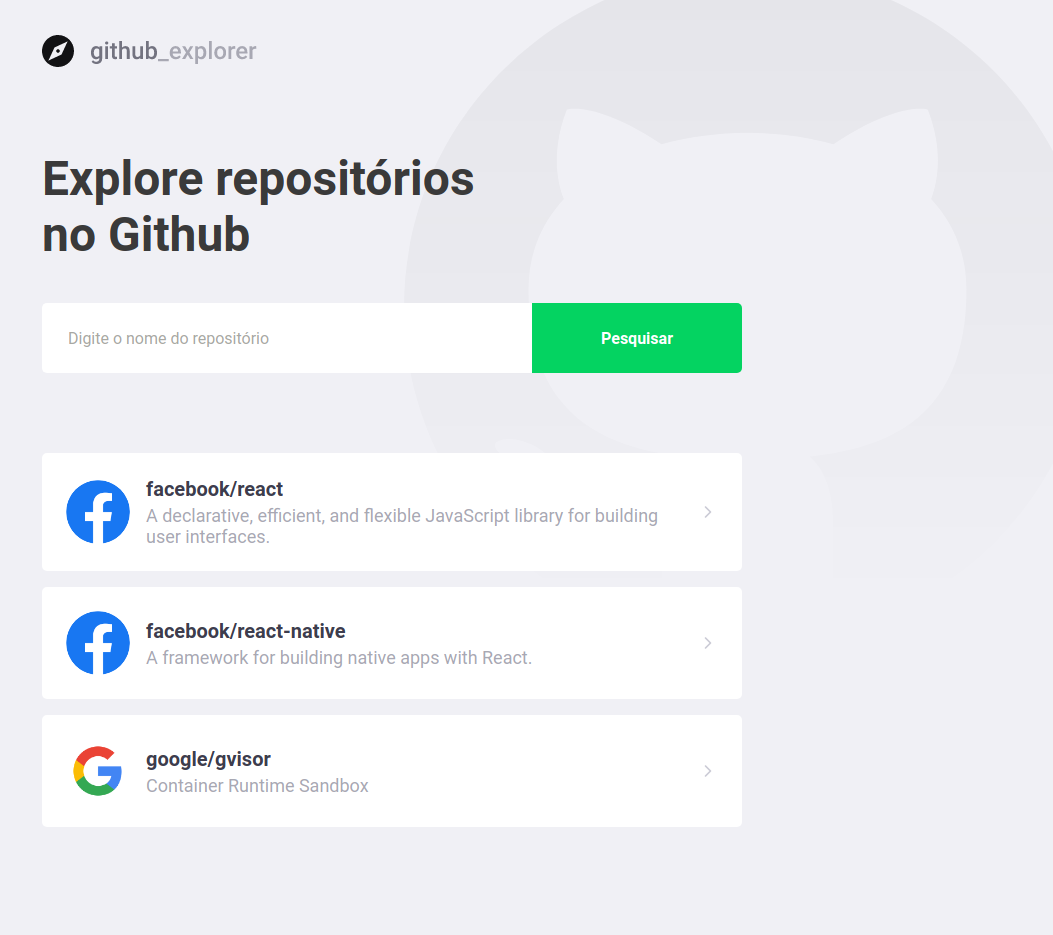 github_explorer
Explore repositórios
no Github
Digite o nome do repositório
Pesquisar
facebook/react
A declarative, efficient, and flexible JavaScript library for building
user interfaces.
facebook/react-native
A framework for building native apps with React.
google/gvisor
Container Runtime Sandbox